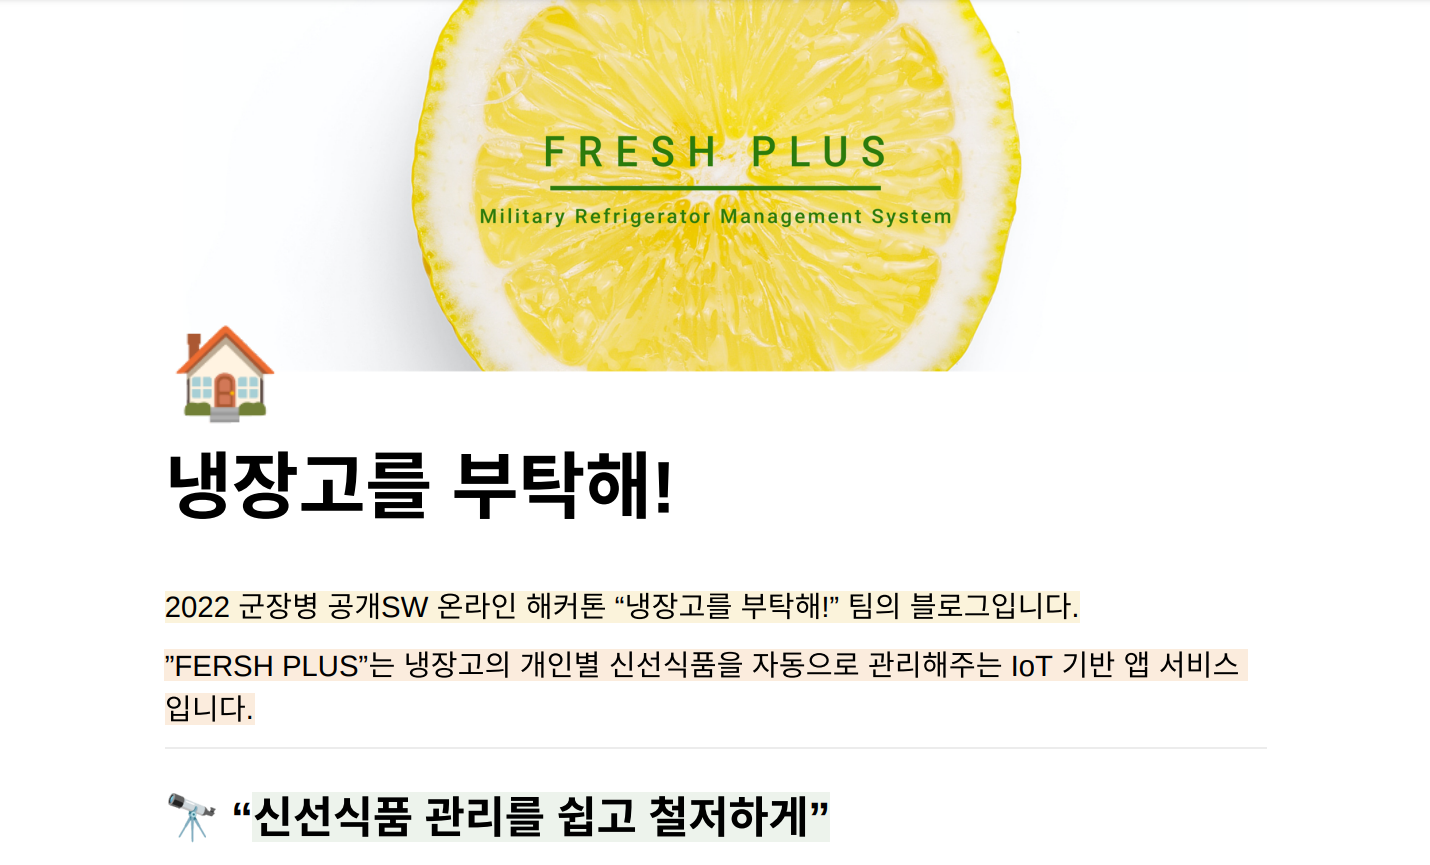 FRESH PLUS
Military Refrigerator Management System
냉장고를 부탁해!
2022 군장병 공개SW 온라인 해커톤 “냉장고를 부탁해!” 팀의 블로그입니다.
”FERSH PLUS”는 냉장고의 개인별 신선식품을 자동으로 관리해주는 IoT 기반 앱 서비스
입니다.
“신선식품 관리를 쉽고 철저하게”